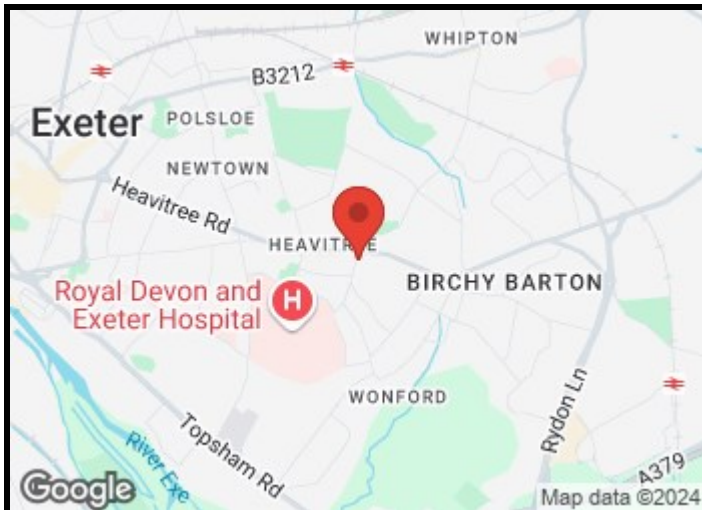 WHIPTON
B3212
Exeter
POLSLOE
NEWTOWN
Heavitree Rd
HEAVITREE
BIRCHY BARTON
Royal Devon and
Exeter Hospital
H
WONFORD
Rydon Ln
Topsham Rd
River Exe
A379
Google
Map data ©2024